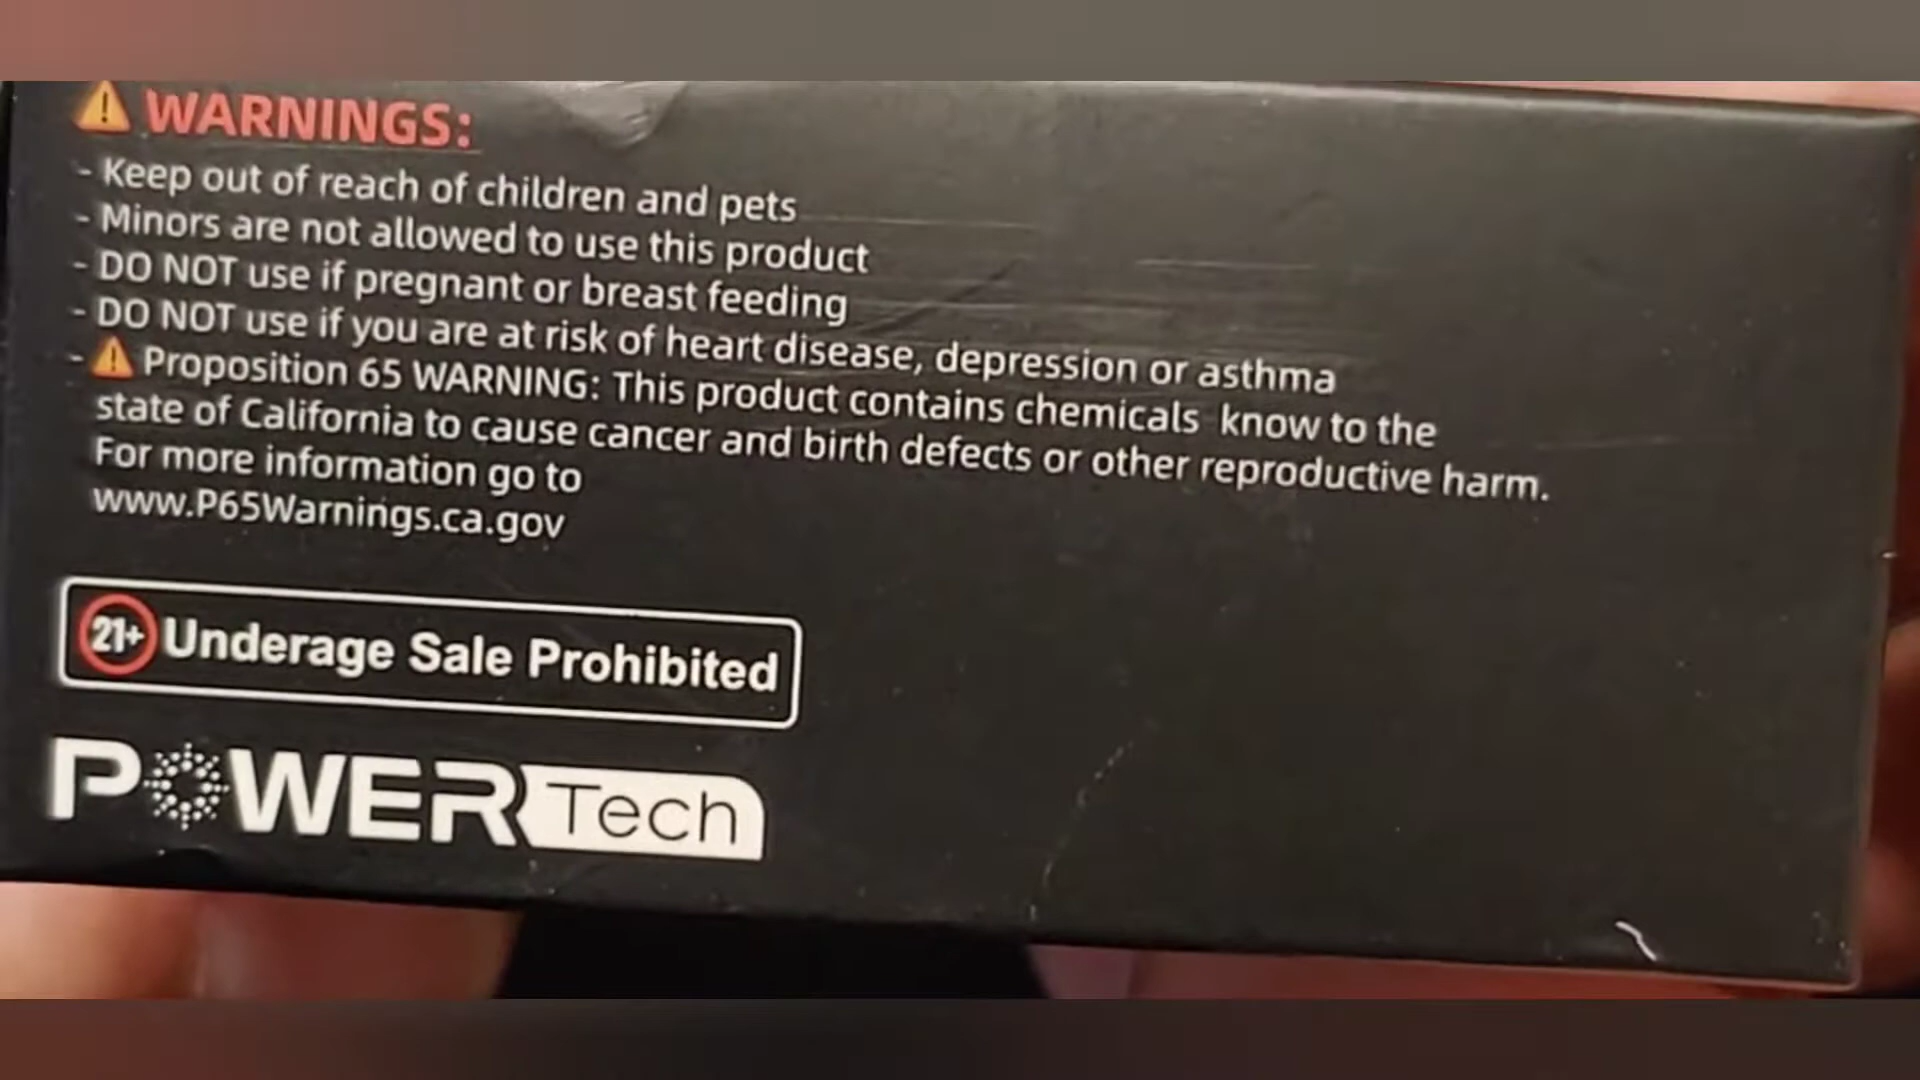 ⚠ WARNINGS:
- Keep out of reach of children and pets
- Minors are not allowed to use this product
- DO NOT use if pregnant or breast feeding
- DO NOT use if you are at risk of heart disease, depression or asthma
- ⚠ Proposition 65 WARNING: This product contains chemicals know to the
state of California to cause cancer and birth defects or other reproductive harm.
For more information go to
www.P65Warnings.ca.gov
21+ Underage Sale Prohibited
POWER Tech